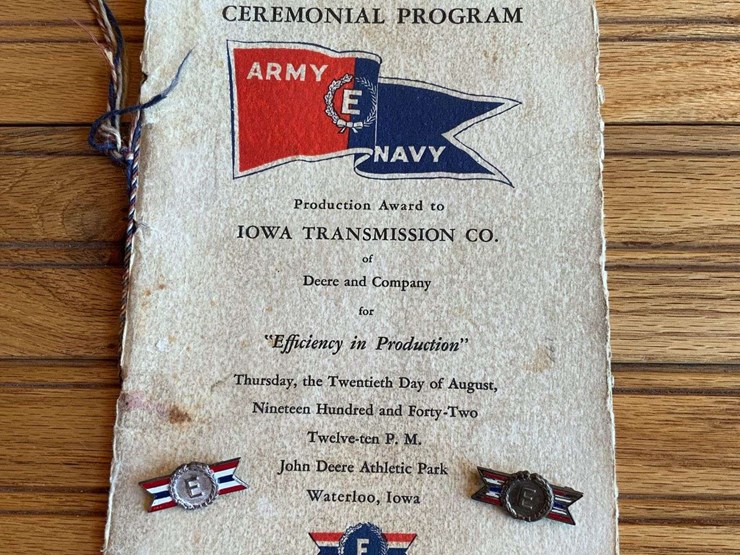 CEREMONIAL PROGRAM
ARMY
E
NAVY
Production Award to
IOWA TRANSMISSION CO.
of
Deere and Company
for
"Efficiency in Production"
Thursday, the Twentieth Day of August,
Nineteen Hundred and Forty-Two
Twelve-ten P. M.
John Deere Athletic Park
Waterloo, Iowa
E
E
E